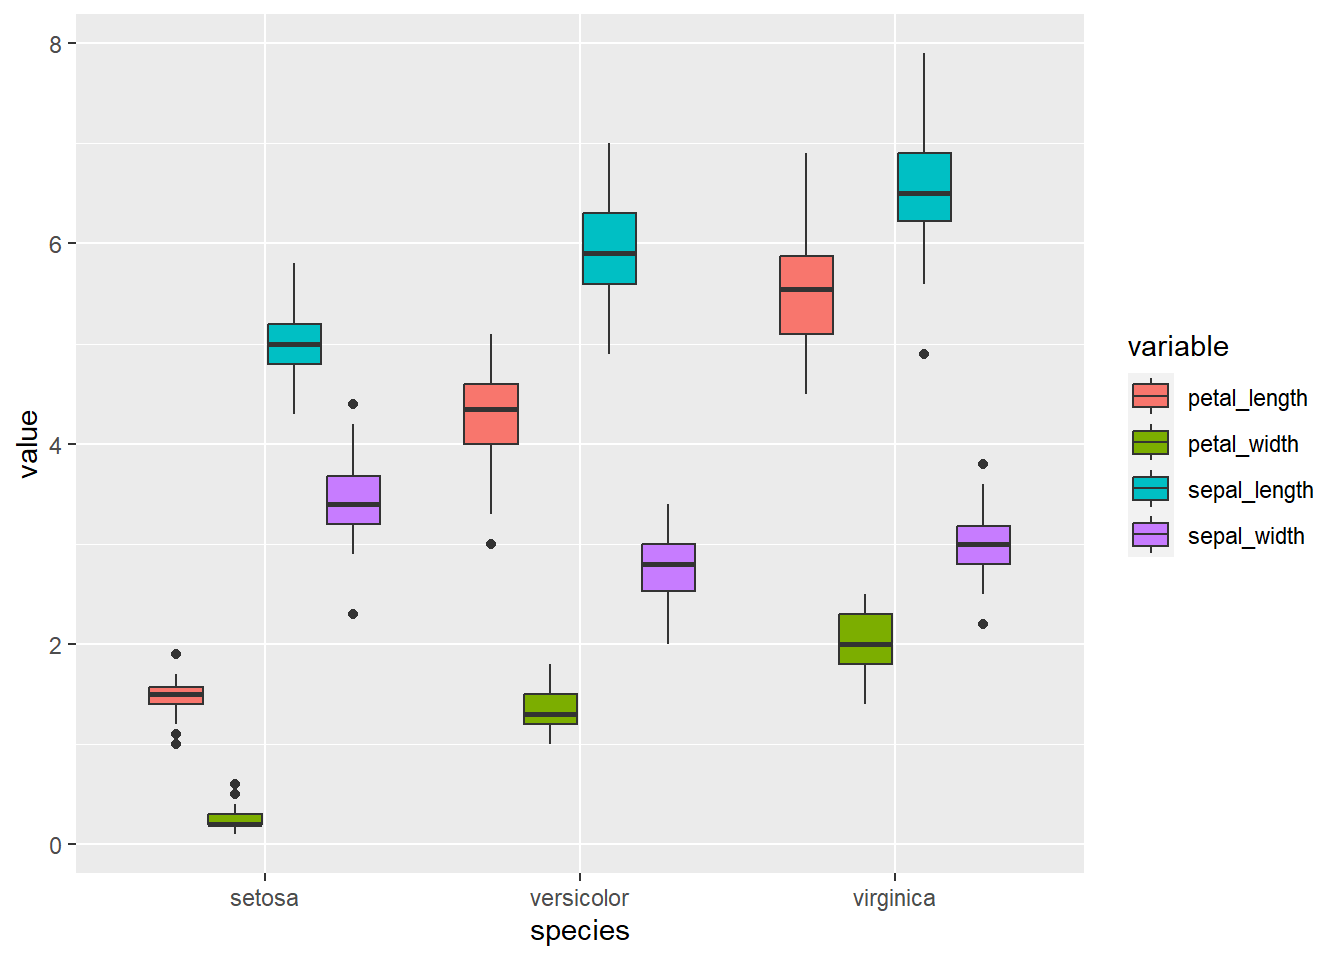 8
6
4
2
0
value
setosa
versicolor
virginica
species
variable
petal_length
petal_width
sepal_length
sepal_width